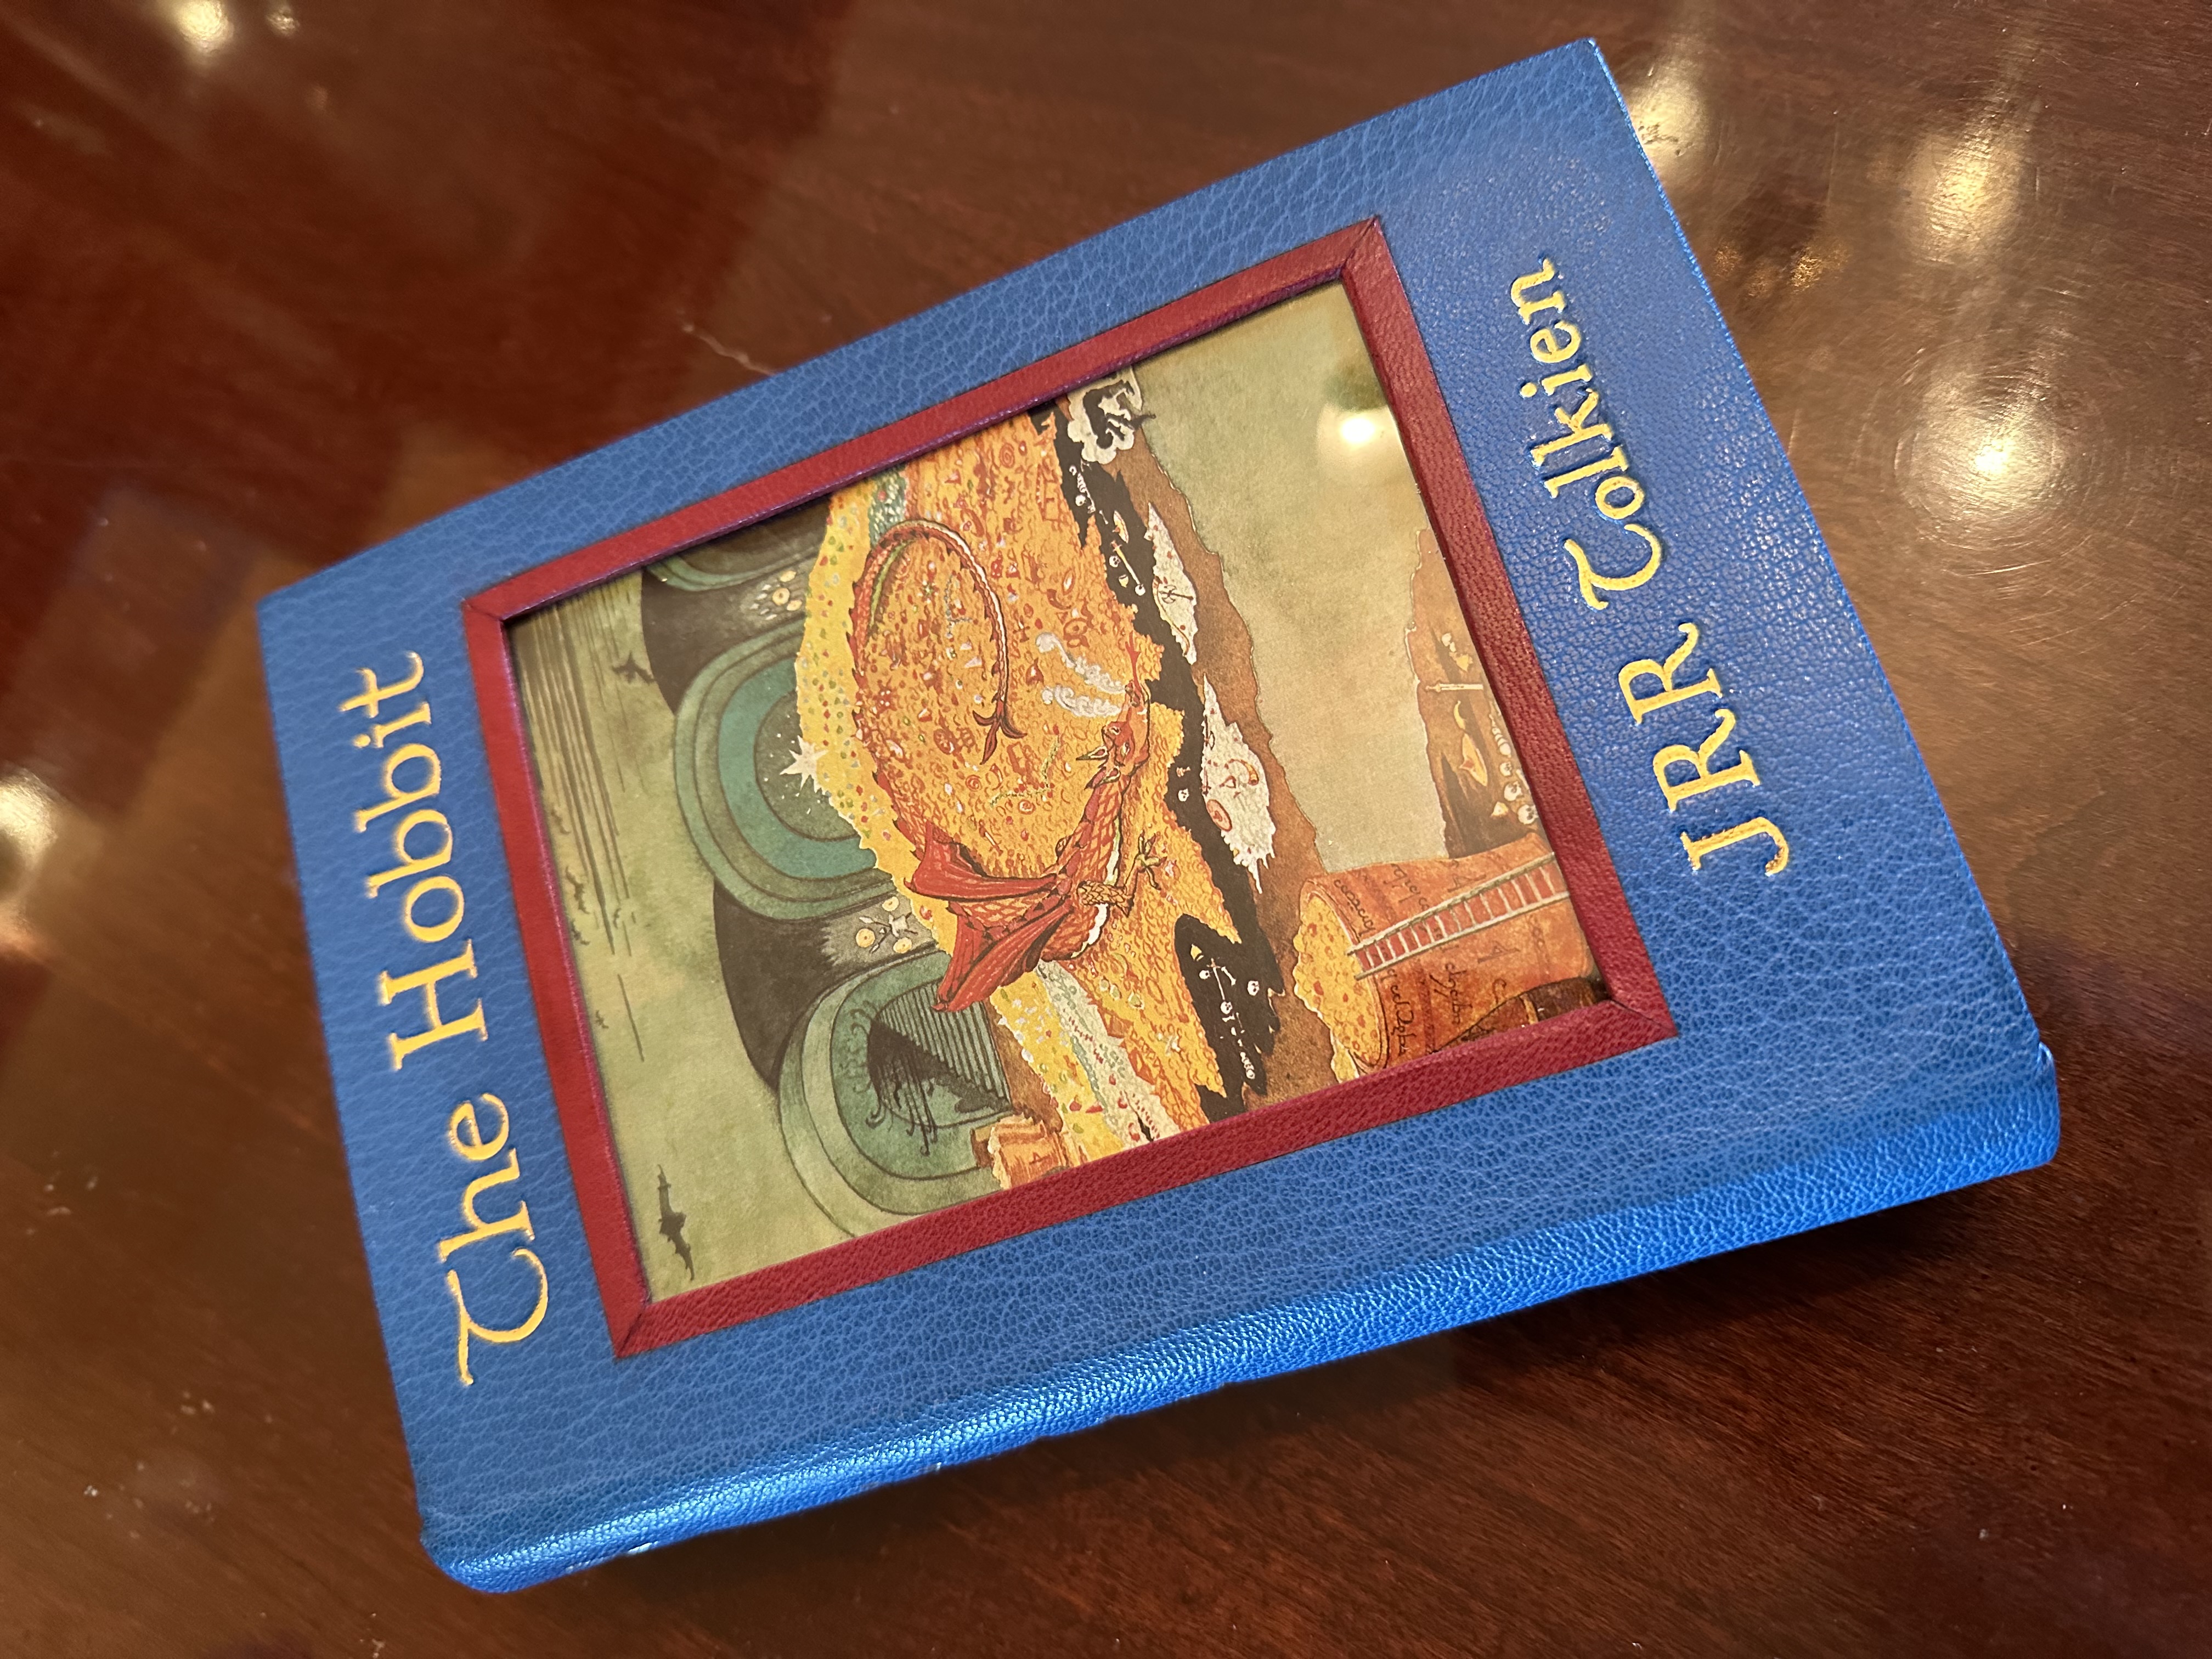 The Hobbit
JRR Tolkien